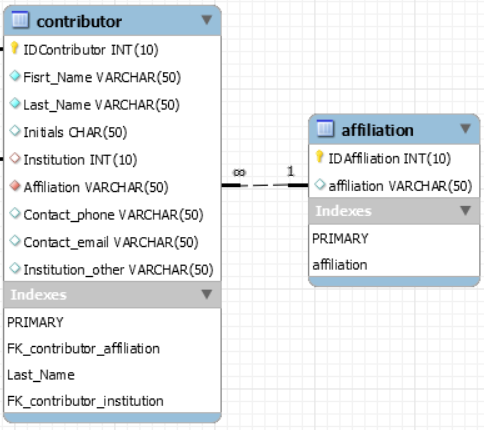 contributor
IDContributor INT(10)
Fisrt_Name VARCHAR(50)
Last_Name VARCHAR(50)
Initials CHAR(50)
Institution INT(10)
Affiliation VARCHAR(50)
Contact_phone VARCHAR(50)
Contact_email VARCHAR(50)
Institution_other VARCHAR(50)
Indexes
PRIMARY
FK_contributor_affiliation
Last_Name
FK_contributor_institution
∞ 1
affiliation
IDAffiliation INT(10)
affiliation VARCHAR(50)
Indexes
PRIMARY
affiliation